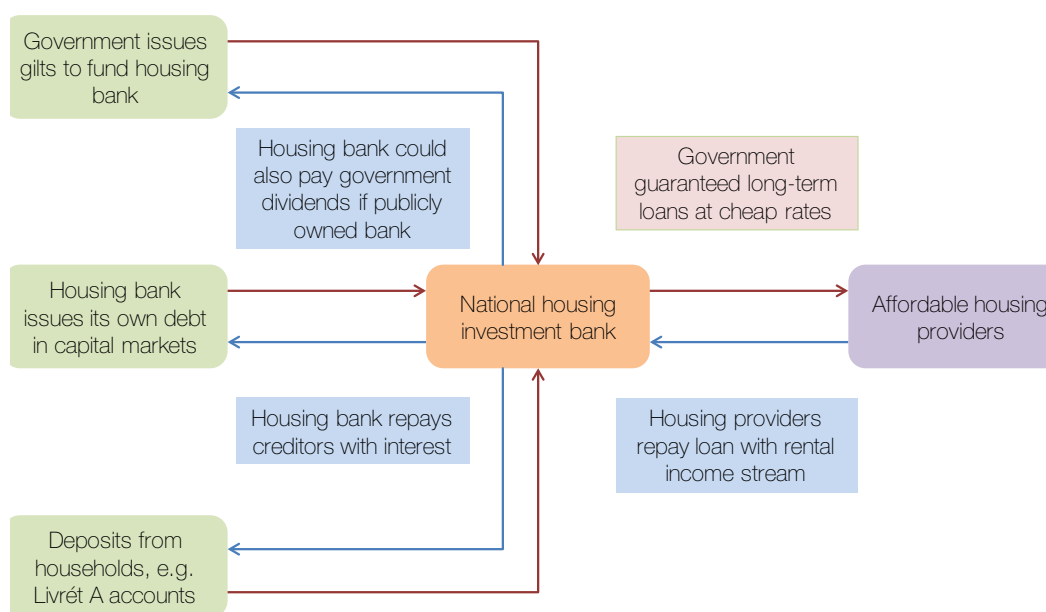 Government issues
gilts to fund housing
bank
Housing bank could
also pay government
dividends if publicly
owned bank
Government
guaranteed long-term
loans at cheap rates
Housing bank
issues its own debt
in capital markets
National housing
investment bank
Affordable housing
providers
Housing bank repays
creditors with interest
Housing providers
repay loan with rental
income stream
Deposits from
households, e.g.
Livrét A accounts